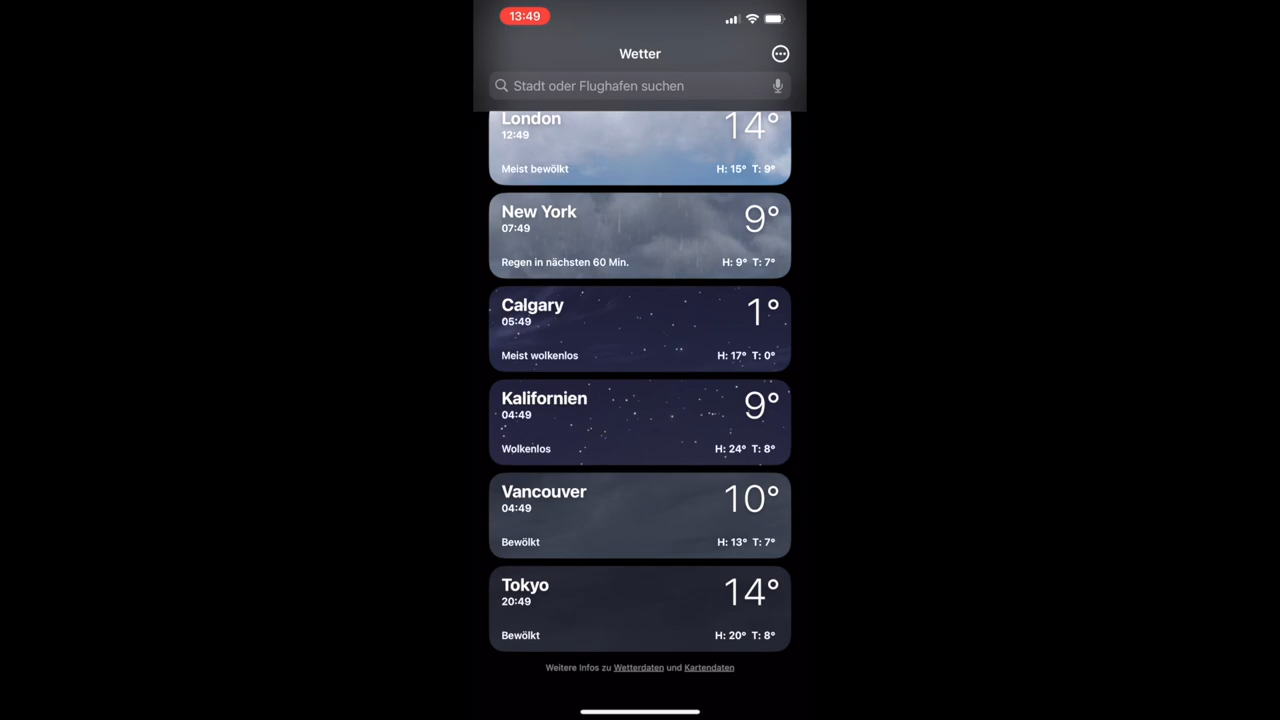 13:49
Wetter
Stadt oder Flughafen suchen
London
14°
12:49
Meist bewölkt
H: 15° T: 9°
New York
9°
07:49
Regen in nächsten 60 Min.
H: 9° T: 7°
Calgary
1°
05:49
Meist wolkenlos
H: 17° T: 0°
Kalifornien
9°
04:49
Wolkenlos
H: 24° T: 8°
Vancouver
10°
04:49
Bewölkt
H: 13° T: 7°
Tokyo
14°
20:49
Bewölkt
H: 20° T: 8°
Weitere Infos zu Wetterdaten und Kartendaten